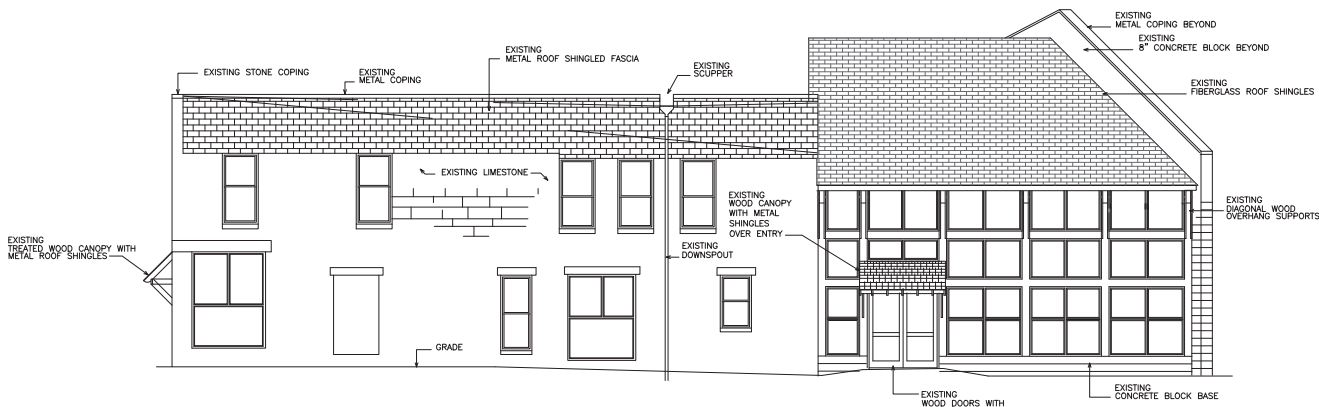 EXISTING
METAL COPING BEYOND
EXISTING
8" CONCRETE BLOCK BEYOND
EXISTING
METAL ROOF SHINGLED FASCIA
EXISTING
SCUPPER
EXISTING STONE COPING
EXISTING
METAL COPING
EXISTING
FIBERGLASS ROOF SHINGLES
EXISTING LIMESTONE
EXISTING
WOOD CANOPY
WITH METAL
SHINGLES
OVER ENTRY
EXISTING
DIAGONAL WOOD
OVERHANG SUPPORTS
EXISTING
TREATED WOOD CANOPY WITH
METAL ROOF SHINGLES
EXISTING
DOWNSPOUT
GRADE
EXISTING
WOOD DOORS WITH
EXISTING
CONCRETE BLOCK BASE